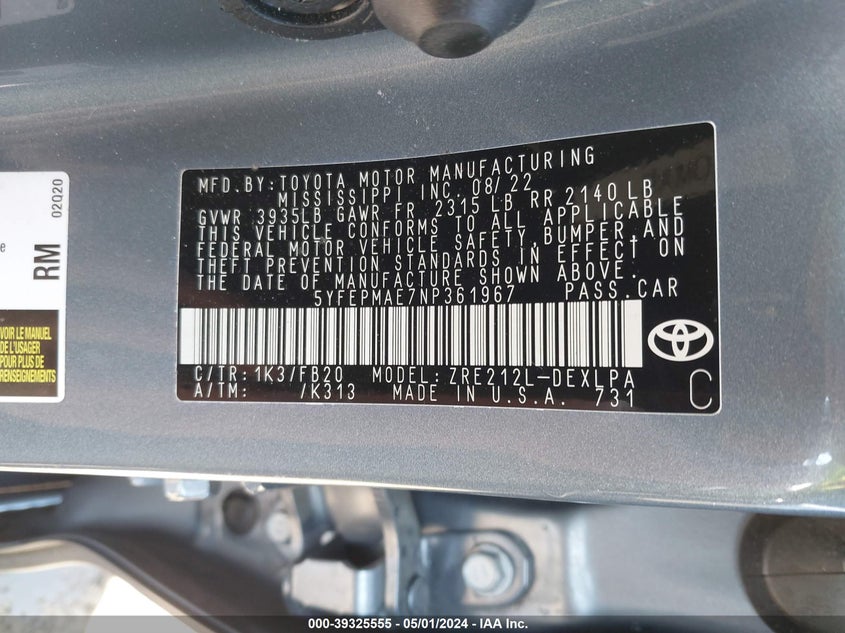 MFD. BY: TOYOTA MOTOR MANUFACTURING
MISSISSIPPI INC. 08/22
GVWR 3935LB GAWR FR 2315 LB RR 2140 LB
THIS VEHICLE CONFORMS TO ALL APPLICABLE
FEDERAL MOTOR VEHICLE SAFETY, BUMPER, AND
THEFT PREVENTION STANDARDS IN EFFECT ON
THE DATE OF MANUFACTURE SHOWN ABOVE.
5YFEPMAE7NP361967 PASS. CAR
C/TR: 1K3/FB20 MODEL: ZRE212L-DEXLPA
A/TM: /K313 MADE IN U.S.A. 731
C
02020
RM
VOIR LE MANUEL
DE L'USAGER
POUR PLUS DE
RENSEIGNEMENTS
000-39325555 - 05/01/2024 - IAA Inc.